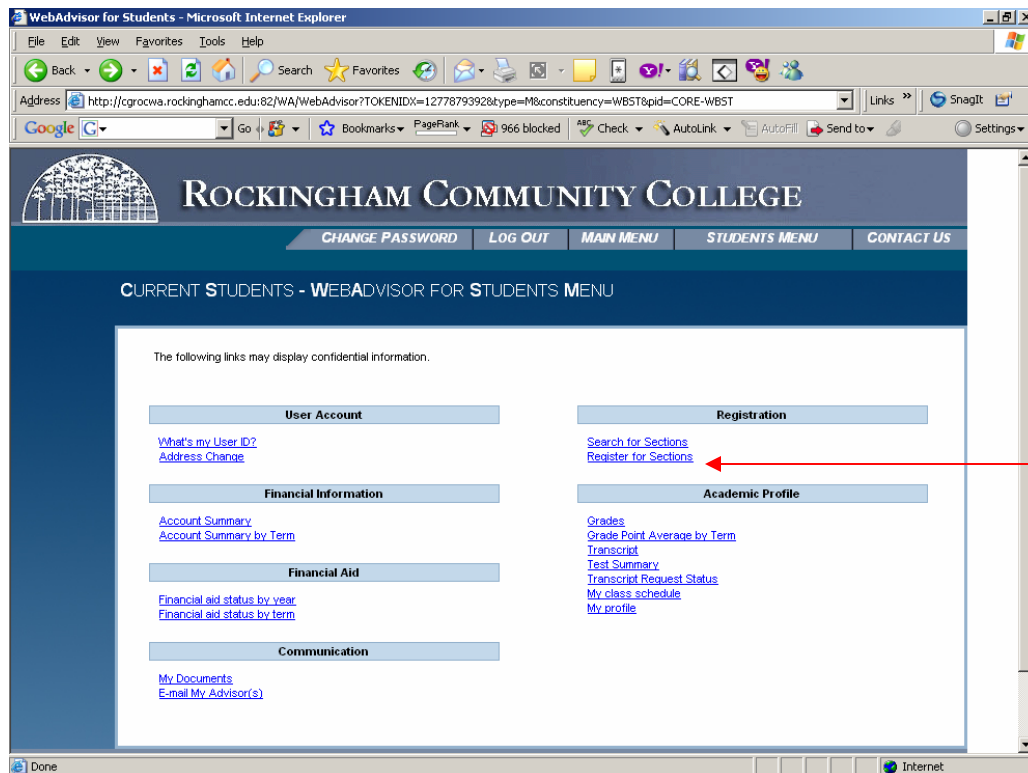 WebAdvisor for Students - Microsoft Internet Explorer
File Edit View Favorites Tools Help
Back Search Favorites
Address http://cgrocwa.rockinghamcc.edu:82/WA/WebAdvisor?TOKENIDX=1277879392&type=M&constituency=WBST&pid=CORE-WBST Links » SnagIt
Google G Go Bookmarks PageRank 966 blocked ABC Check AutoLink AutoFill Send to Settings
ROCKINGHAM COMMUNITY COLLEGE
CHANGE PASSWORD LOG OUT MAIN MENU STUDENTS MENU CONTACT US
CURRENT STUDENTS - WEBADVISOR FOR STUDENTS MENU
The following links may display confidential information.
User Account
What's my User ID?
Address Change
Financial Information
Account Summary
Account Summary by Term
Financial Aid
Financial aid status by year
Financial aid status by term
Communication
My Documents
E-mail My Advisor(s)
Registration
Search for Sections
Register for Sections
Academic Profile
Grades
Grade Point Average by Term
Transcript
Test Summary
Transcript Request Status
My class schedule
My profile
Done Internet